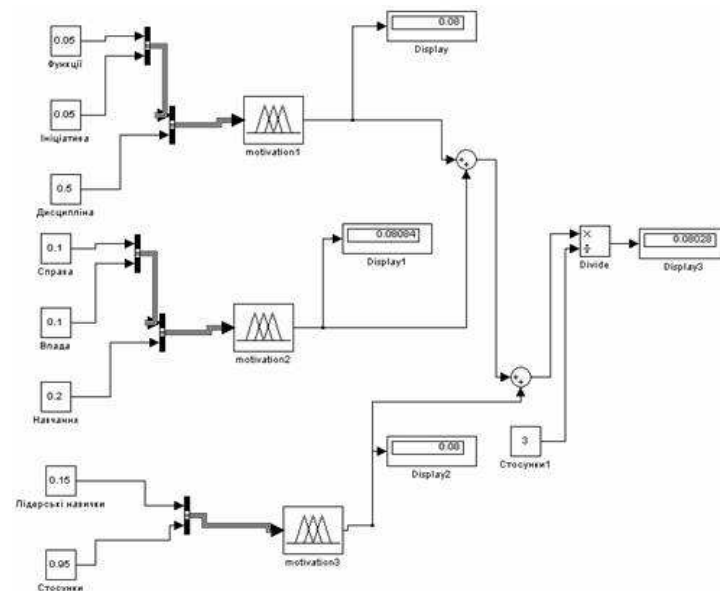 0.05
Функції
0.05
Ініціатива
0.5
Дисципліна
motivation1
0.08
Display
0.1
Справа
0.1
Влада
0.2
Навчання
motivation2
0.08084
Display1
×
÷
Divide
0.08028
Display3
3
Стосунки1
0.08
Display2
0.15
Лідерські навички
0.95
Стосунки
motivation3